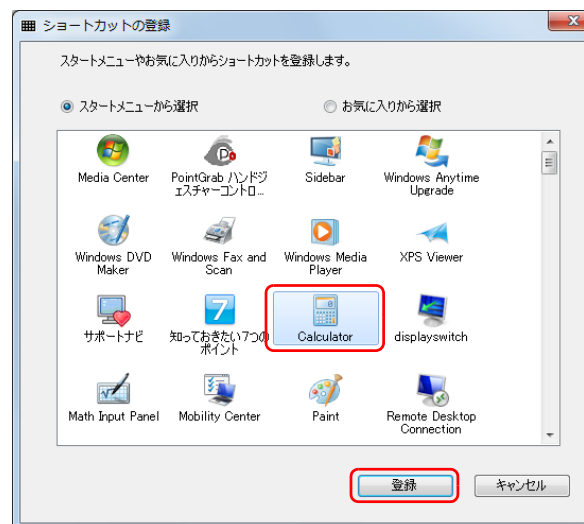 ショートカットの登録
スタートメニューやお気に入りからショートカットを登録します。
スタートメニューから選択
お気に入りから選択
Media Center
PointGrab ハンドジ
ェスチャーコントロ...
Sidebar
Windows Anytime
Upgrade
Windows DVD
Maker
Windows Fax and
Scan
Windows Media
Player
XPS Viewer
サポートナビ
知っておきたい7つの
ポイント
Calculator
displayswitch
Math Input Panel
Mobility Center
Paint
Remote Desktop
Connection
登録
キャンセル